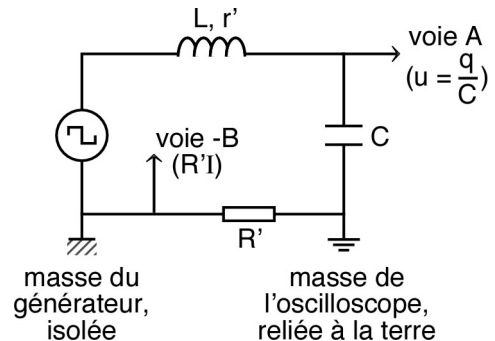 L, r'
voie A
(u = q/C)
C
voie -B
(R'I)
R'
masse du
générateur,
isolée
masse de
l'oscilloscope,
reliée à la terre